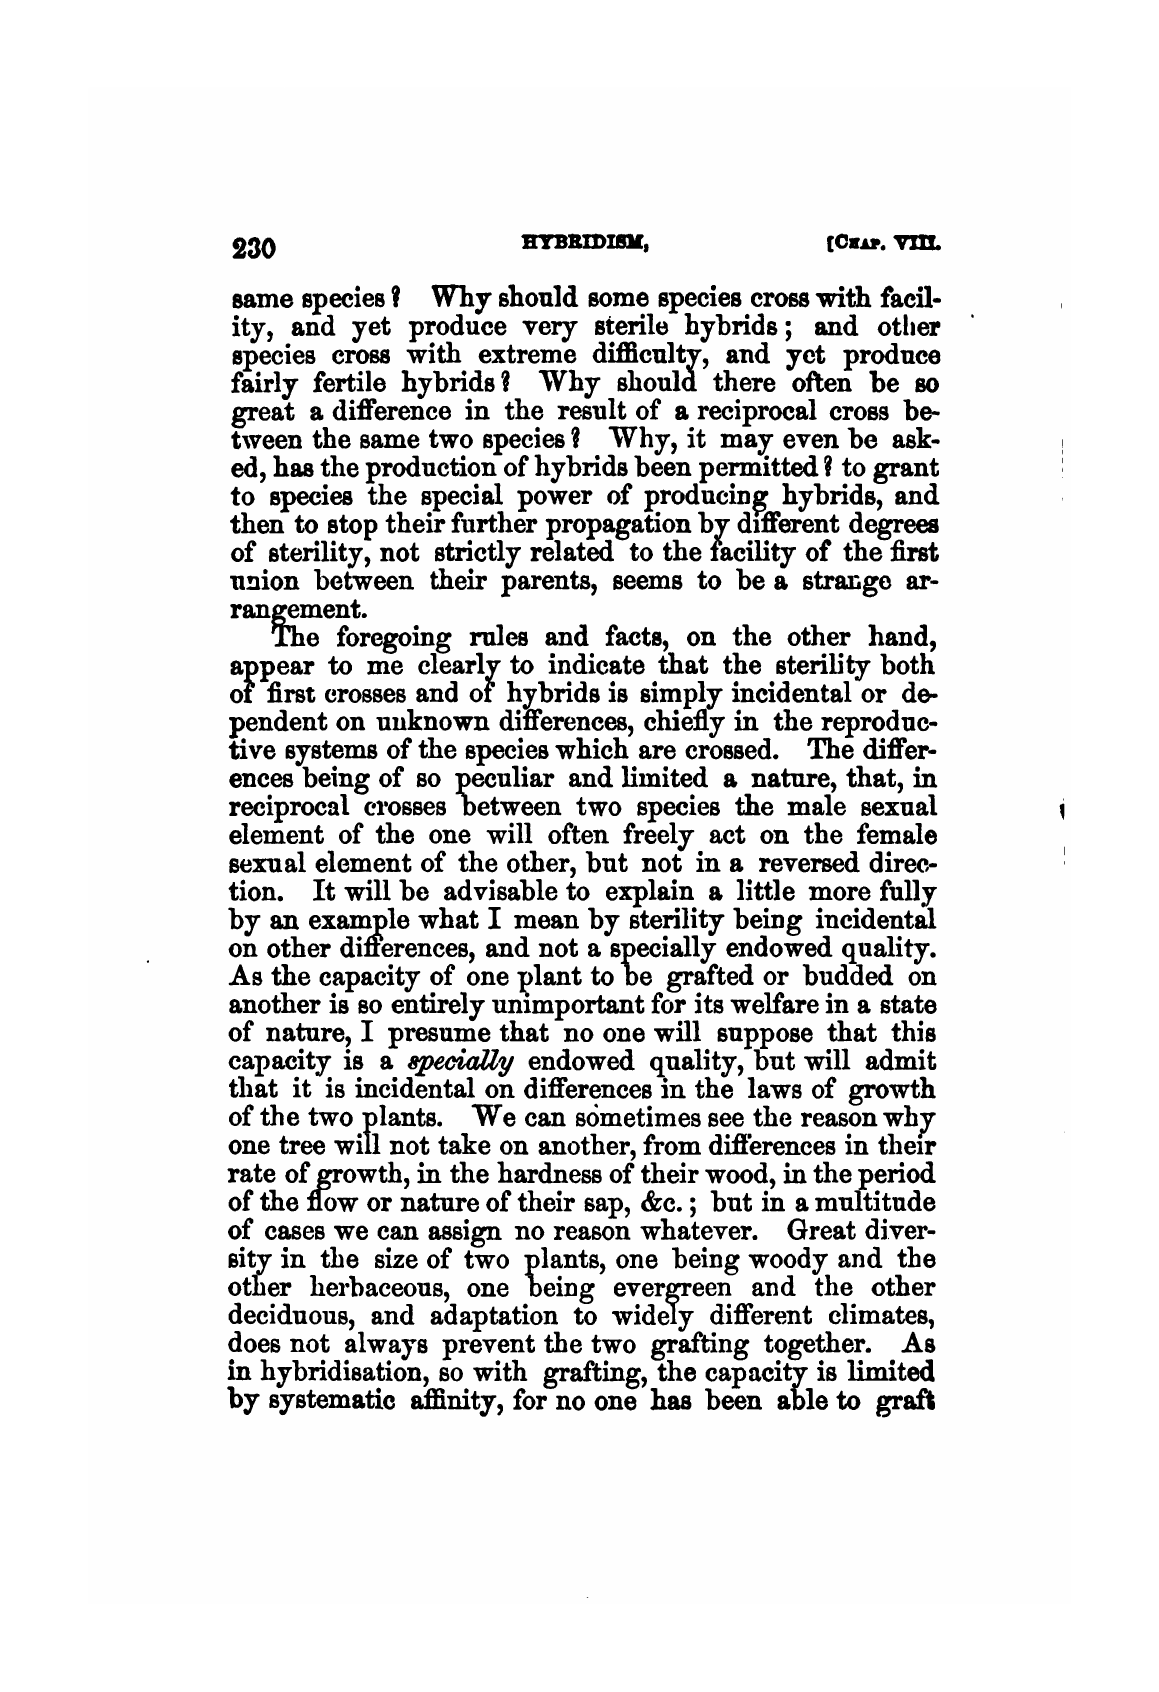 230 HYBRIDISM, [CHAP. VIII.
same species? Why should some species cross with facil-
ity, and yet produce very sterile hybrids; and other
species cross with extreme difficulty, and yet produce
fairly fertile hybrids? Why should there often be so
great a difference in the result of a reciprocal cross be-
tween the same two species? Why, it may even be ask-
ed, has the production of hybrids been permitted? to grant
to species the special power of producing hybrids, and
then to stop their further propagation by different degrees
of sterility, not strictly related to the facility of the first
union between their parents, seems to be a strange ar-
rangement.
The foregoing rules and facts, on the other hand,
appear to me clearly to indicate that the sterility both
of first crosses and of hybrids is simply incidental or de-
pendent on unknown differences, chiefly in the reproduc-
tive systems of the species which are crossed. The differ-
ences being of so peculiar and limited a nature, that, in
reciprocal crosses between two species the male sexual
element of the one will often freely act on the female
sexual element of the other, but not in a reversed direc-
tion. It will be advisable to explain a little more fully
by an example what I mean by sterility being incidental
on other differences, and not a specially endowed quality.
As the capacity of one plant to be grafted or budded on
another is so entirely unimportant for its welfare in a state
of nature, I presume that no one will suppose that this
capacity is a specially endowed quality, but will admit
that it is incidental on differences in the laws of growth
of the two plants. We can sometimes see the reason why
one tree will not take on another, from differences in their
rate of growth, in the hardness of their wood, in the period
of the flow or nature of their sap, &c.; but in a multitude
of cases we can assign no reason whatever. Great diver-
sity in the size of two plants, one being woody and the
other herbaceous, one being evergreen and the other
deciduous, and adaptation to widely different climates,
does not always prevent the two grafting together. As
in hybridisation, so with grafting, the capacity is limited
by systematic affinity, for no one has been able to graft